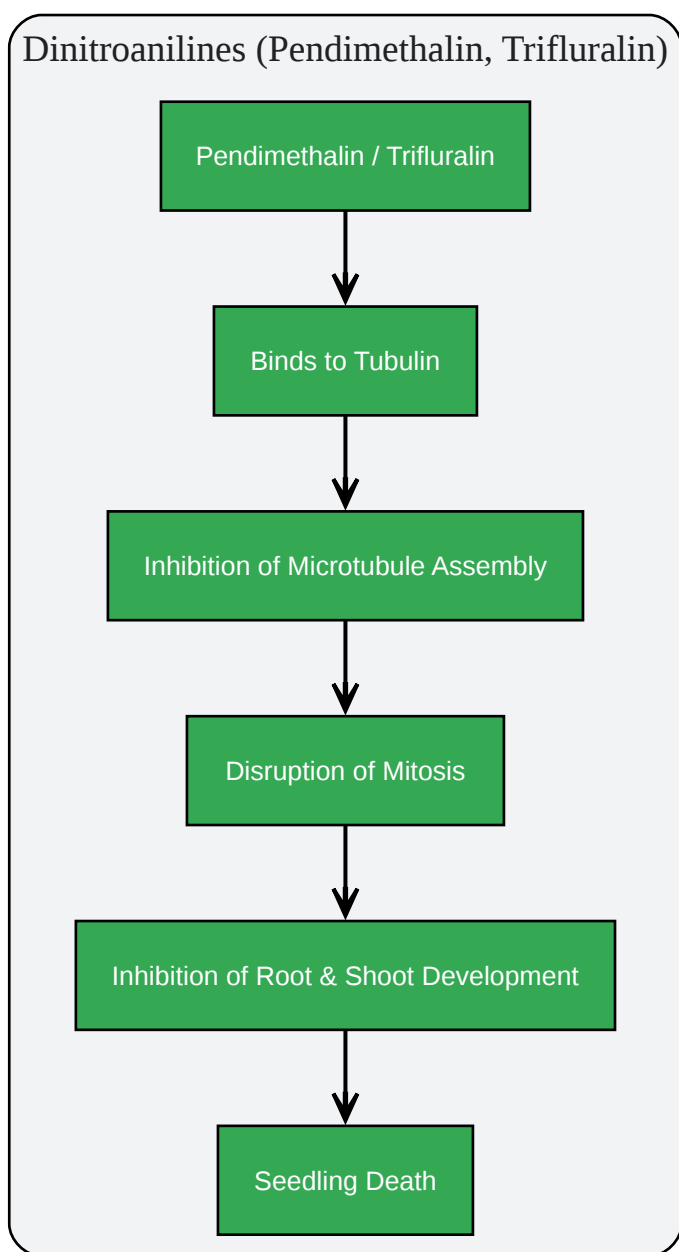 Dinitroanilines (Pendimethalin, Trifluralin)
Pendimethalin / Trifluralin
Binds to Tubulin
Inhibition of Microtubule Assembly
Disruption of Mitosis
Inhibition of Root & Shoot Development
Seedling Death